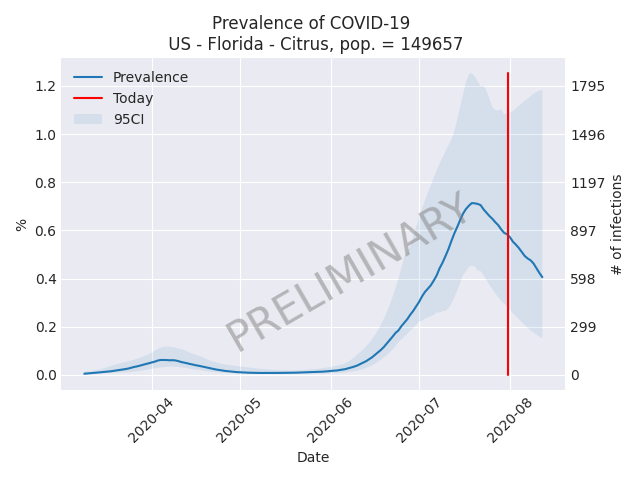 Prevalence of COVID-19
US - Florida - Citrus, pop. = 149657
Prevalence
Today
95CI
PRELIMINARY
1.2
1.0
0.8
0.6
0.4
0.2
0.0
%
1795
1496
1197
897
598
299
0
# of infections
2020-04
2020-05
2020-06
2020-07
2020-08
Date